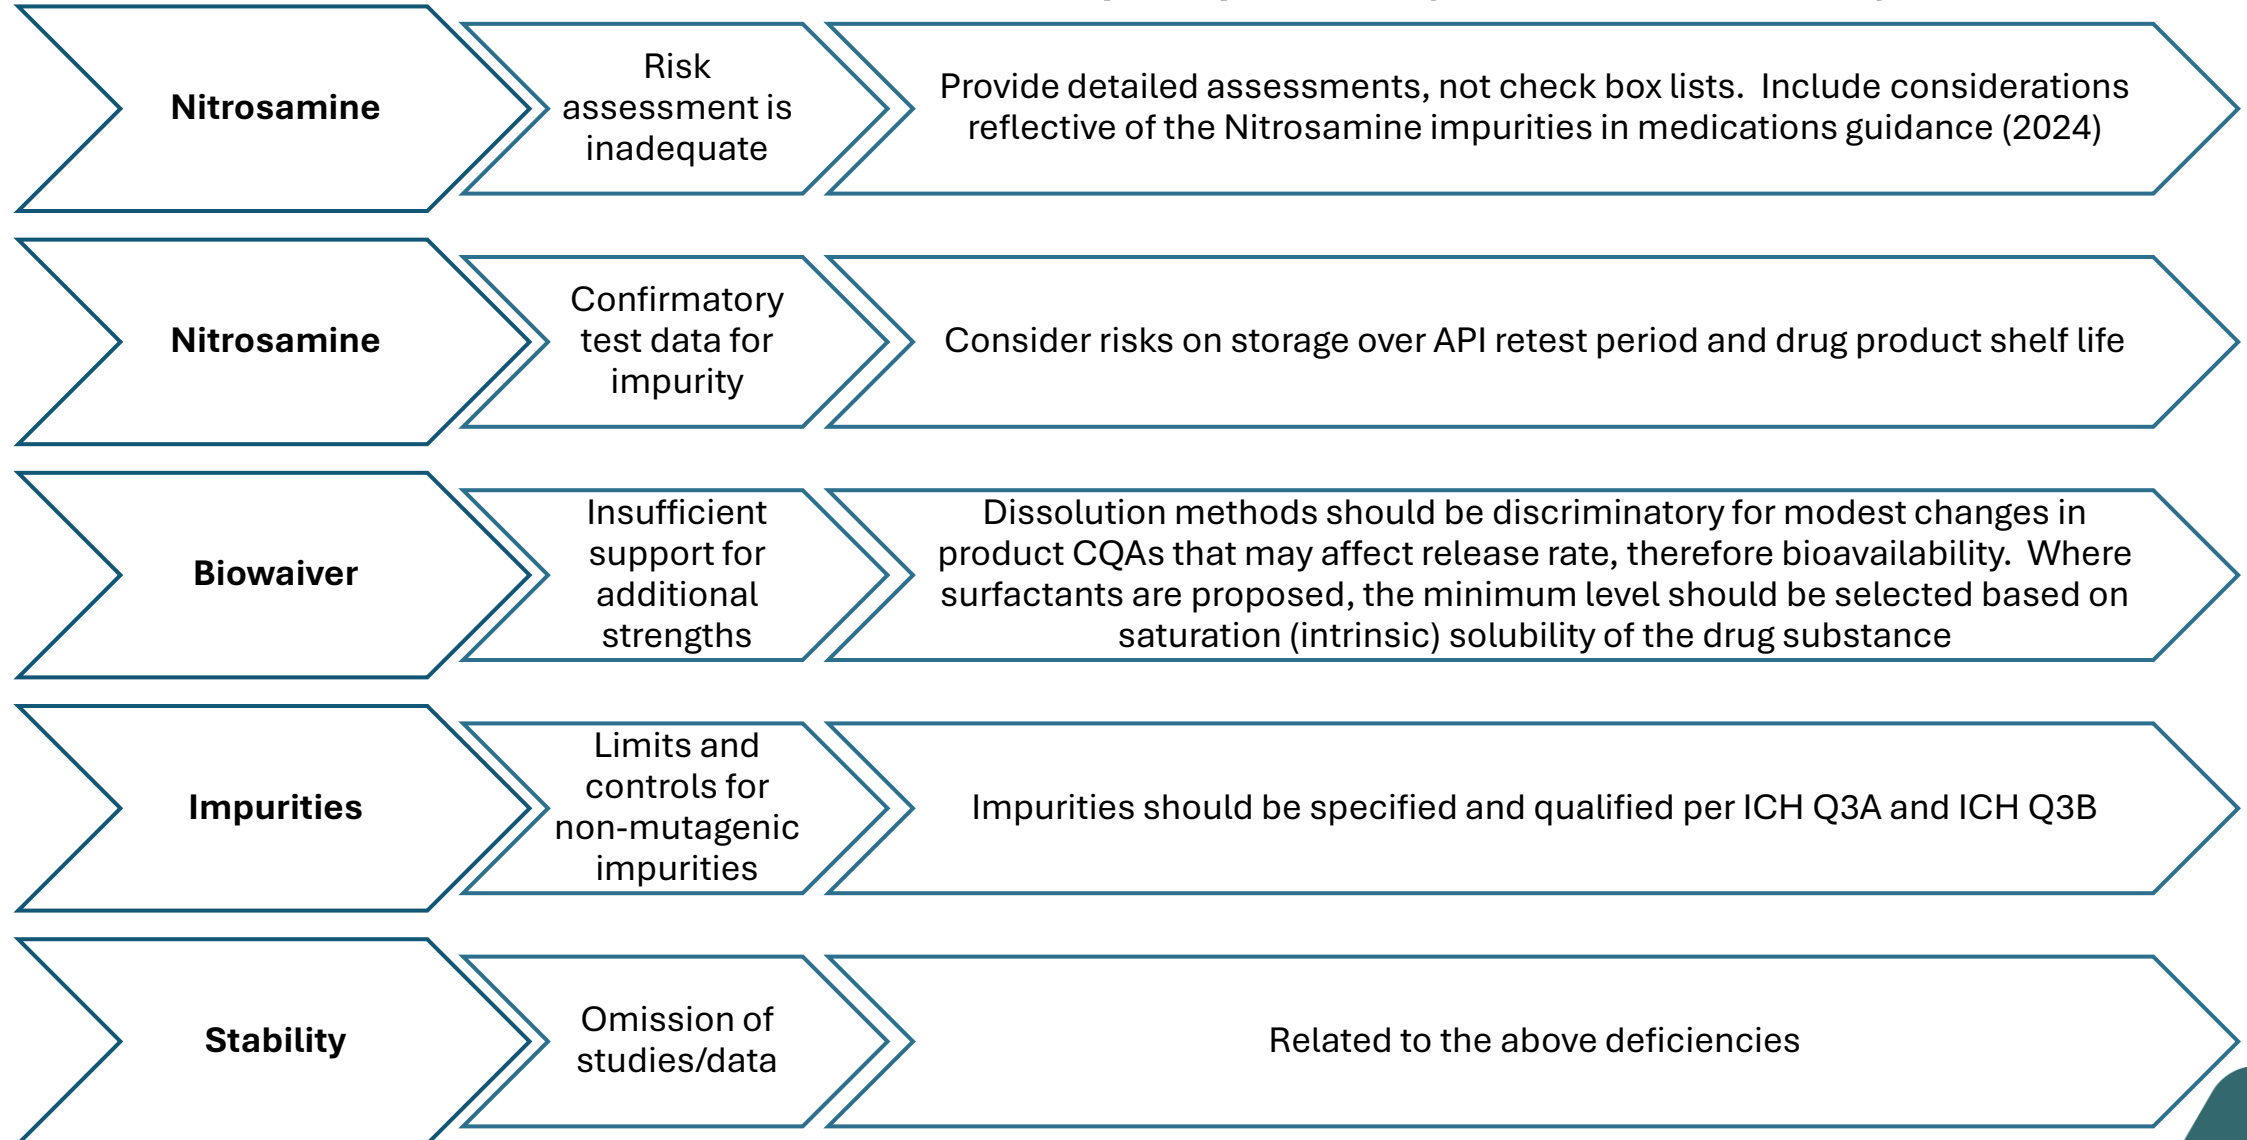 Nitrosamine
Risk
assessment is
inadequate
Provide detailed assessments, not check box lists.  Include considerations
reflective of the Nitrosamine impurities in medications guidance (2024)
Nitrosamine
Confirmatory
test data for
impurity
Consider risks on storage over API retest period and drug product shelf life
Biowaiver
Insufficient
support for
additional
strengths
Dissolution methods should be discriminatory for modest changes in
product CQAs that may affect release rate, therefore bioavailability.  Where
surfactants are proposed, the minimum level should be selected based on
saturation (intrinsic) solubility of the drug substance
Impurities
Limits and
controls for
non-mutagenic
impurities
Impurities should be specified and qualified per ICH Q3A and ICH Q3B
Stability
Omission of
studies/data
Related to the above deficiencies